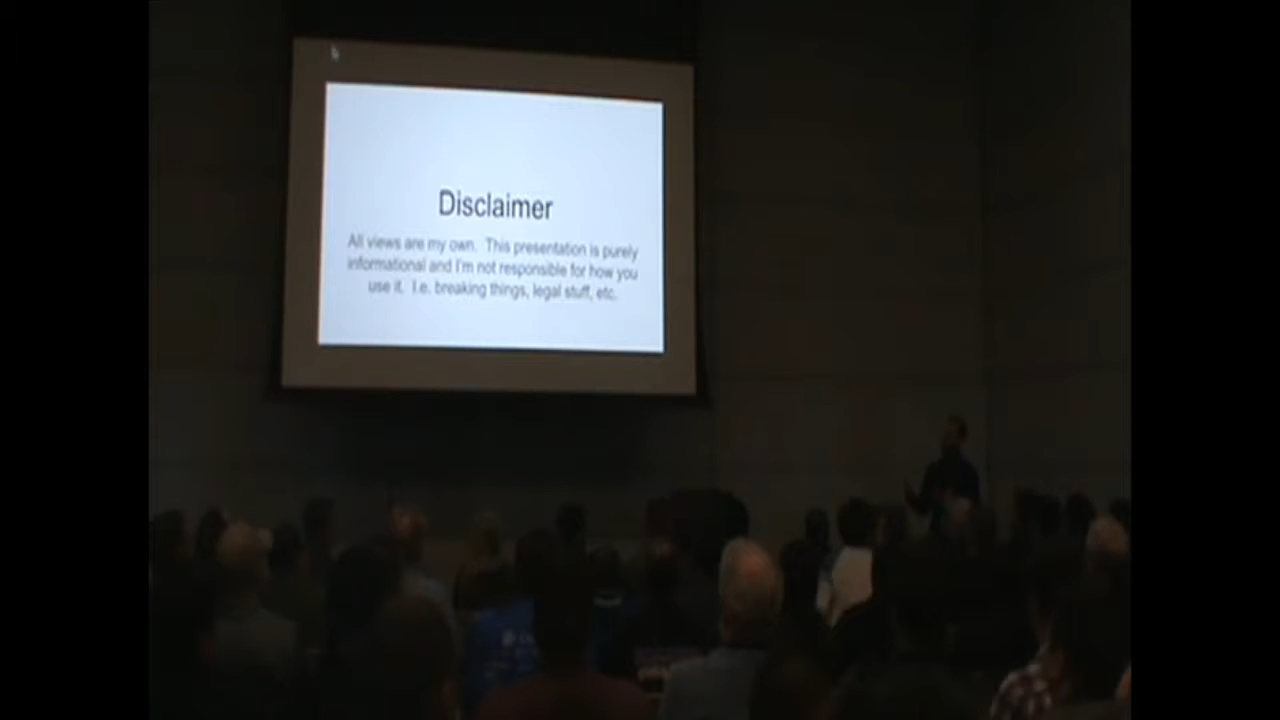 Disclaimer
All views are my own. This presentation is purely
informational and I'm not responsible for how you
use it. I.e. breaking things, legal stuff, etc.